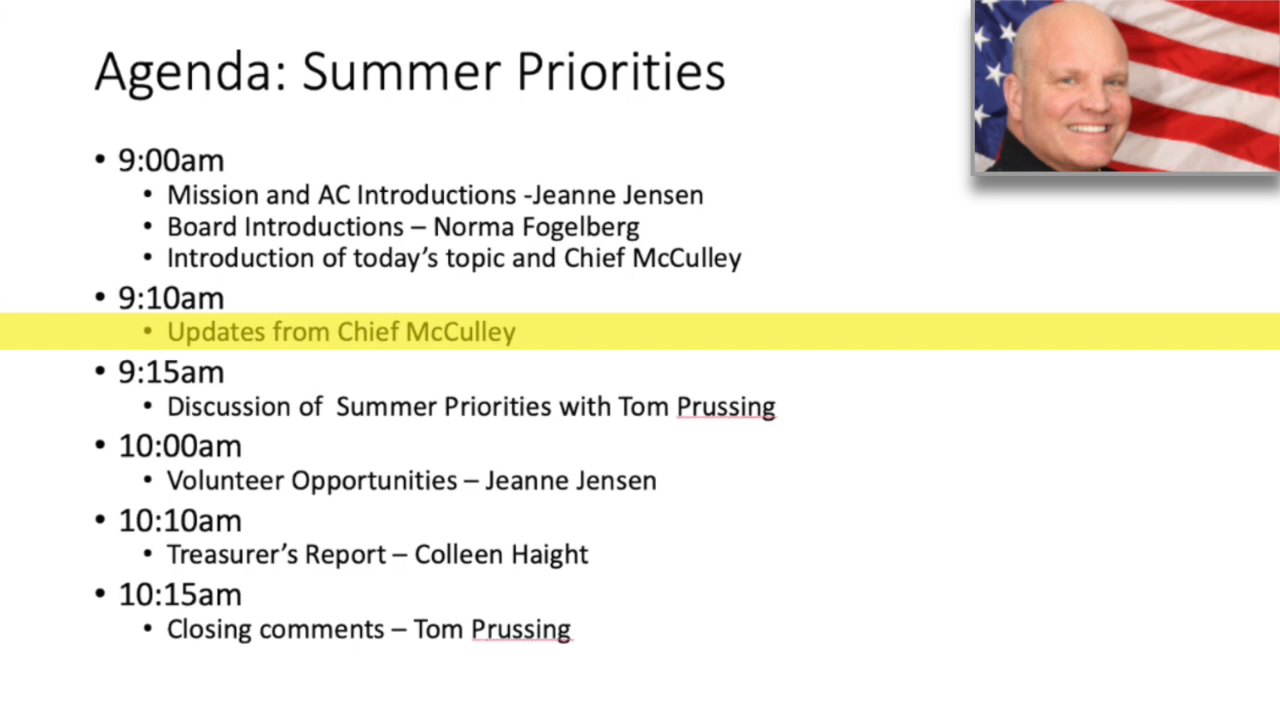 Agenda: Summer Priorities
• 9:00am
• Mission and AC Introductions -Jeanne Jensen
• Board Introductions – Norma Fogelberg
• Introduction of today’s topic and Chief McCulley
• 9:10am
• Updates from Chief McCulley
• 9:15am
• Discussion of  Summer Priorities with Tom Prussing
• 10:00am
• Volunteer Opportunities – Jeanne Jensen
• 10:10am
• Treasurer’s Report – Colleen Haight
• 10:15am
• Closing comments – Tom Prussing